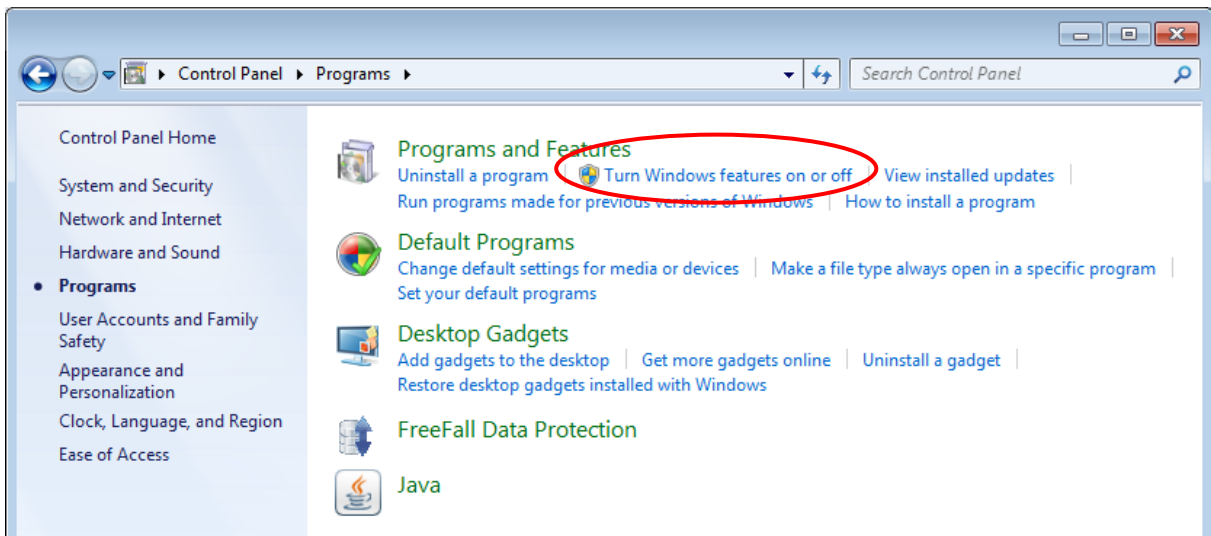 Control Panel Programs
Search Control Panel
Control Panel Home
System and Security
Network and Internet
Hardware and Sound
Programs
User Accounts and Family
Safety
Appearance and
Personalization
Clock, Language, and Region
Ease of Access
Programs and Features
Uninstall a program Turn Windows features on or off View installed updates
Run programs made for previous versions of Windows How to install a program
Default Programs
Change default settings for media or devices Make a file type always open in a specific program
Set your default programs
Desktop Gadgets
Add gadgets to the desktop Get more gadgets online Uninstall a gadget
Restore desktop gadgets installed with Windows
FreeFall Data Protection
Java